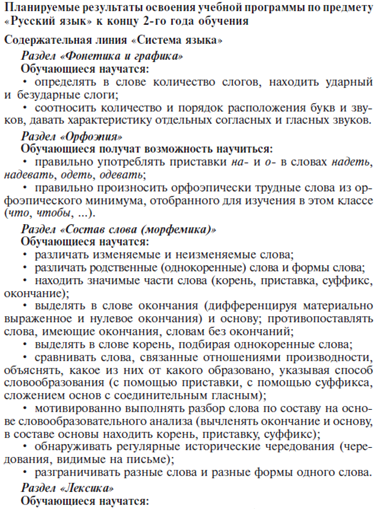 Планируемые результаты освоения учебной программы по предмету
«Русский язык» к концу 2-го года обучения
Содержательная линия «Система языка»
Раздел «Фонетика и графика»
Обучающиеся научатся:
• определять в слове количество слогов, находить ударный
и безударные слоги;
• соотносить количество и порядок расположения букв и зву-
ков, давать характеристику отдельных согласных и гласных звуков.
Раздел «Орфоэпия»
Обучающиеся получат возможность научиться:
• правильно употреблять приставки на- и о- в словах надеть,
надевать, одеть, одевать;
• правильно произносить орфоэпически трудные слова из ор-
фоэпического минимума, отобранного для изучения в этом классе
(что, чтобы, ...).
Раздел «Состав слова (морфемика)»
Обучающиеся научатся:
• различать изменяемые и неизменяемые слова;
• различать родственные (однокоренные) слова и формы слова;
• находить значимые части слова (корень, приставка, суффикс,
окончание);
• выделять в слове окончания (дифференцируя материально
выраженное и нулевое окончания) и основу; противопоставлять
слова, имеющие окончания, словам без окончаний;
• выделять в слове корень, подбирая однокоренные слова;
• сравнивать слова, связанные отношениями производности,
объяснять, какое из них от какого образовано, указывая способ
словообразования (с помощью приставки, с помощью суффикса,
сложением основ с соединительным гласным);
• мотивированно выполнять разбор слова по составу на осно-
ве словообразовательного анализа (вычленять окончание и основу,
в составе основы находить корень, приставку, суффикс);
• обнаруживать регулярные исторические чередования (чере-
дования, видимые на письме);
• разграничивать разные слова и разные формы одного слова.
Раздел «Лексика»
Обучающиеся научатся: